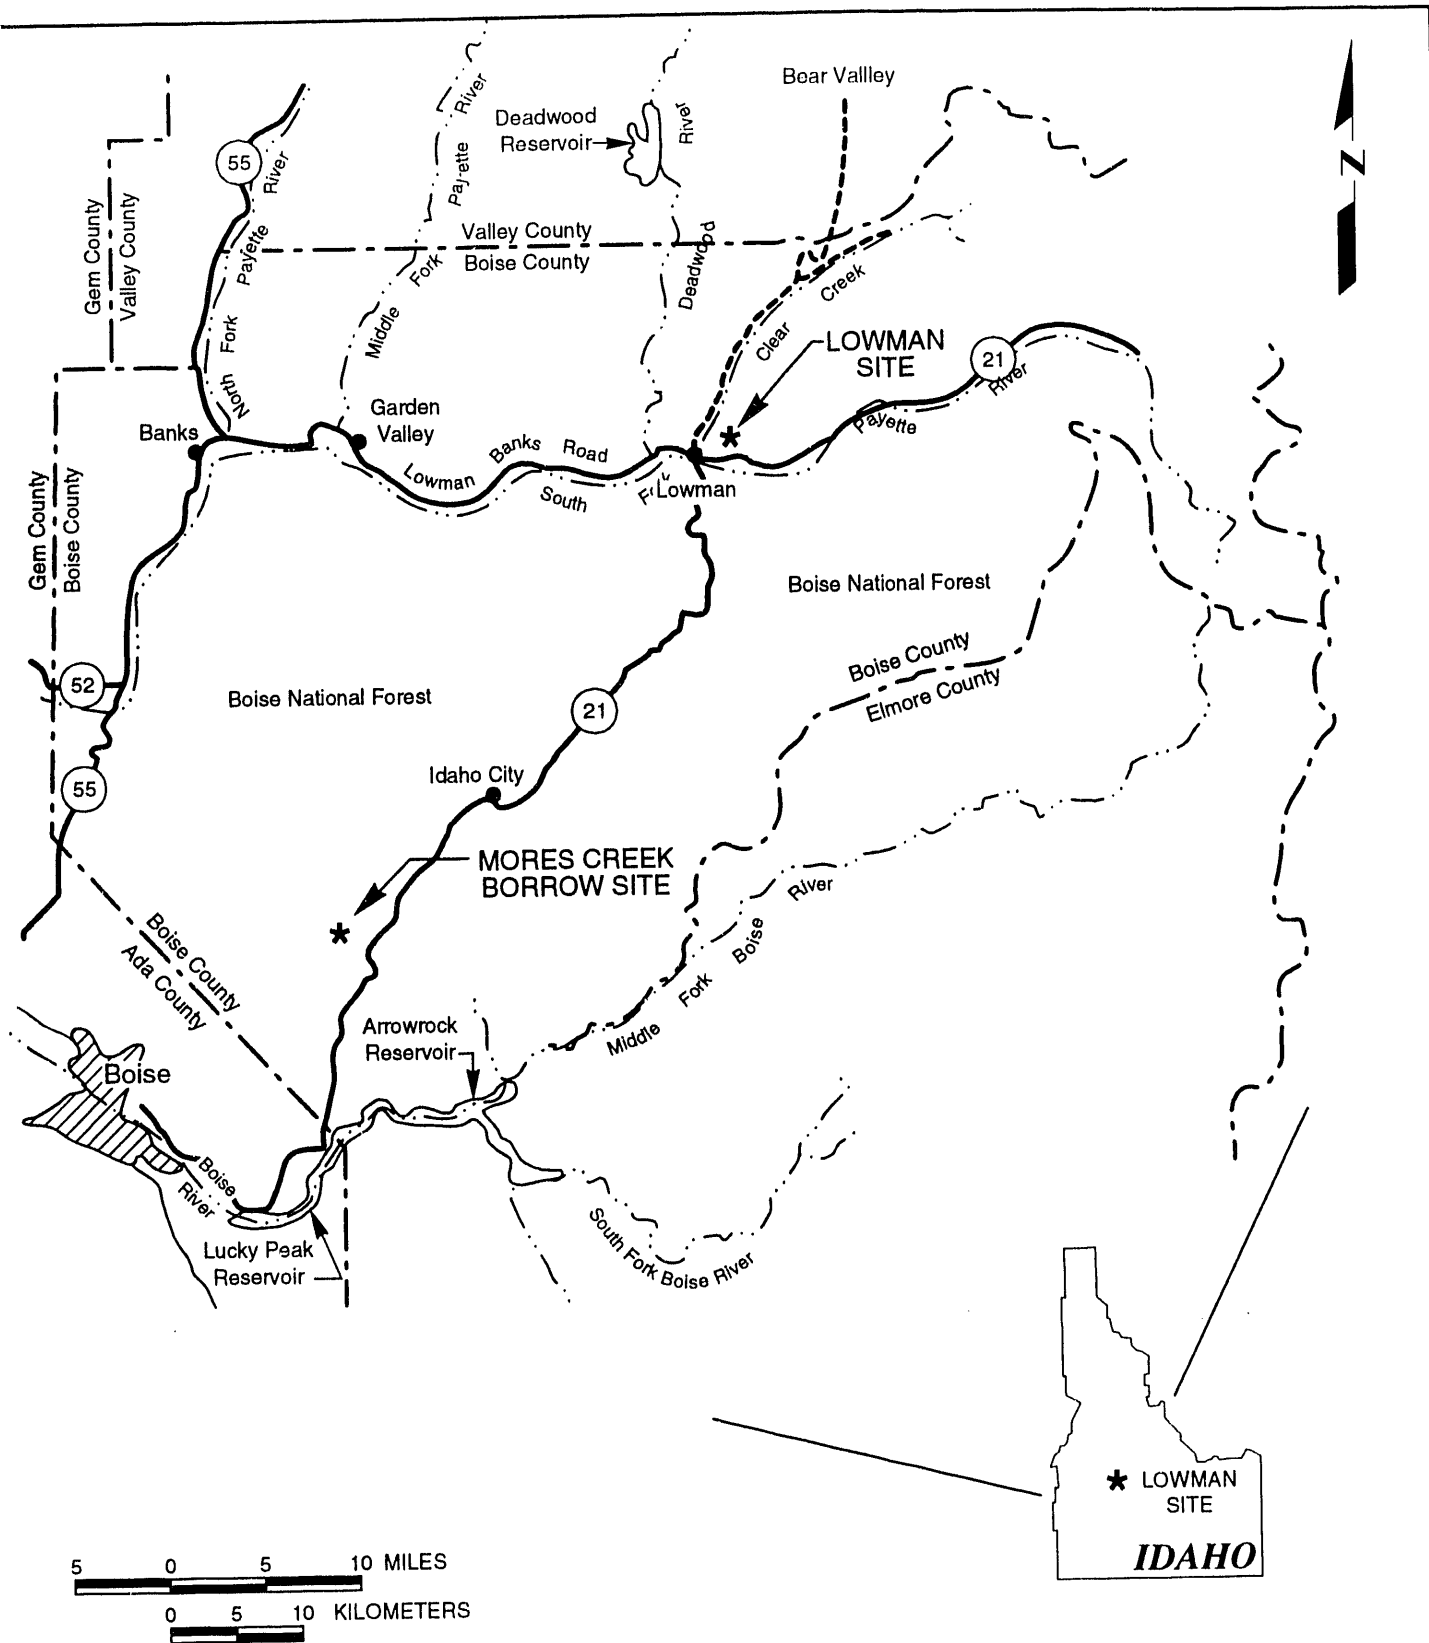 Bear Vallley
Deadwood
Reservoir
River
River
55
River
Payette
Payette
Fork
North
Fork
Middle
Deadwood
River
Gem County
Valley County
Valley County
Boise County
Creek
Clear
LOWMAN
SITE
21
River
Payette
Garden
Valley
Banks
Lowman
Banks
Road
South
Lowman
Gem County
Boise County
Boise National Forest
Boise County
Elmore County
52
Boise National Forest
21
55
Idaho City
MORES CREEK
BORROW SITE
River
Boise
Fork
Middle
Boise County
Ada County
Arrowrock
Reservoir
Boise
Boise
River
Lucky Peak
Reservoir
South Fork Boise River
LOWMAN
SITE
IDAHO
N
5 0 5 10 MILES
0 5 10 KILOMETERS